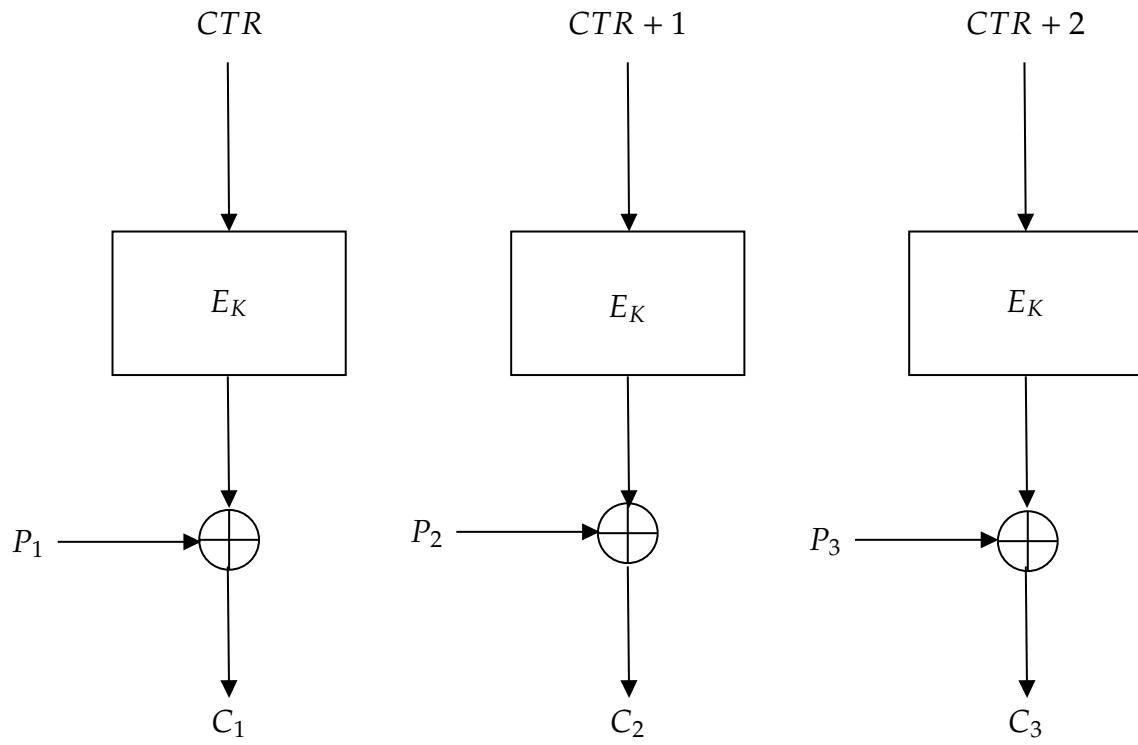 CTR CTR + 1 CTR + 2
E_K E_K E_K
P_1 P_2 P_3
C_1 C_2 C_3